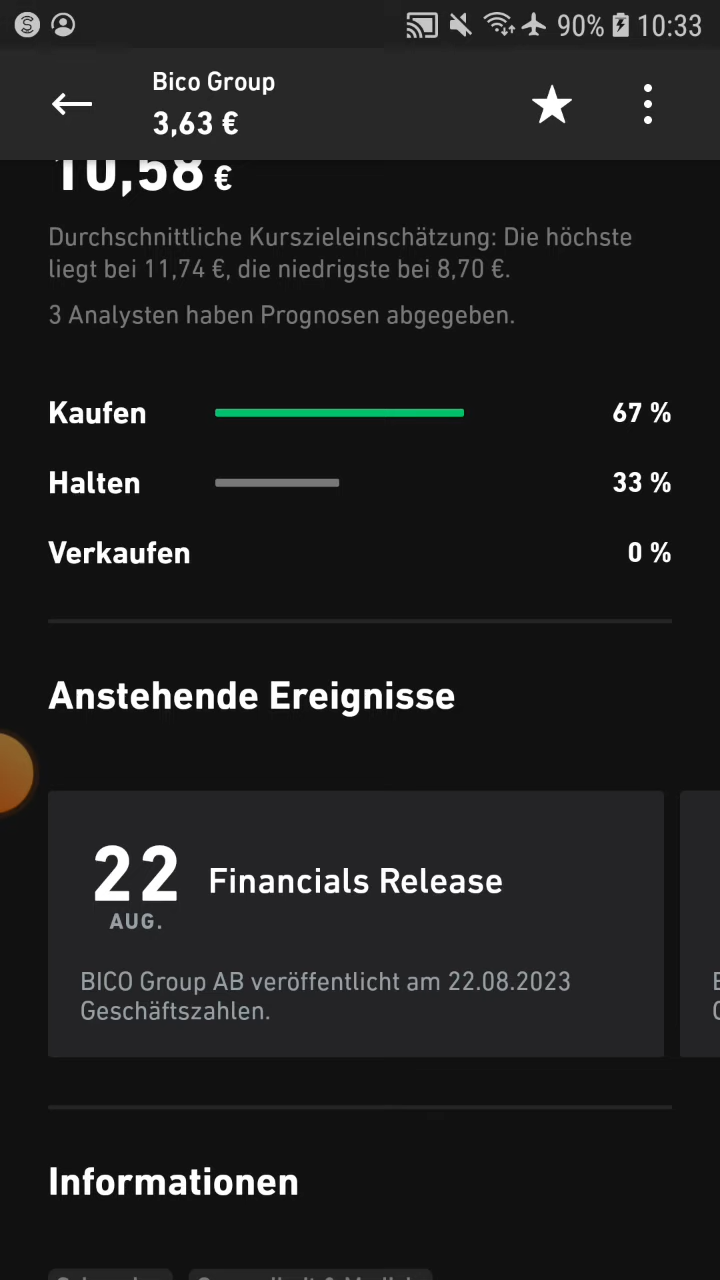 90% 10:33
Bico Group
3,63 €
10,58 €
Durchschnittliche Kurszieleinschätzung: Die höchste
liegt bei 11,74 €, die niedrigste bei 8,70 €.
3 Analysten haben Prognosen abgegeben.
Kaufen 67 %
Halten 33 %
Verkaufen 0 %
Anstehende Ereignisse
22 Financials Release
AUG.
BICO Group AB veröffentlicht am 22.08.2023
Geschäftszahlen.
Informationen